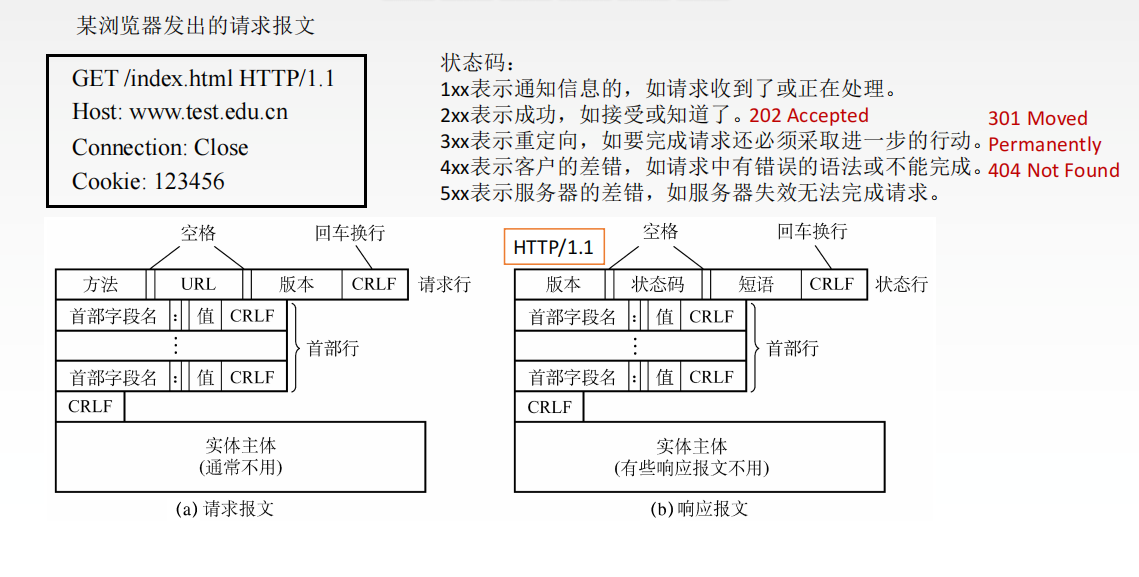 某浏览器发出的请求报文
GET /index.html HTTP/1.1
Host: www.test.edu.cn
Connection: Close
Cookie: 123456
状态码：
1xx表示通知信息的，如请求收到了或正在处理。
2xx表示成功，如接受或知道了。202 Accepted
3xx表示重定向，如要完成请求还必须采取进一步的行动。
301 Moved
Permanently
4xx表示客户的差错，如请求中有错误的语法或不能完成。
404 Not Found
5xx表示服务器的差错，如服务器失效无法完成请求。
空格 回车换行
方法 URL 版本 CRLF 请求行
首部字段名 : 值 CRLF
⋮ 首部行
首部字段名 : 值 CRLF
CRLF
实体主体
(通常不用)
(a) 请求报文
HTTP/1.1
空格 回车换行
版本 状态码 短语 CRLF 状态行
首部字段名 : 值 CRLF
⋮ 首部行
首部字段名 : 值 CRLF
CRLF
实体主体
(有些响应报文不用)
(b) 响应报文